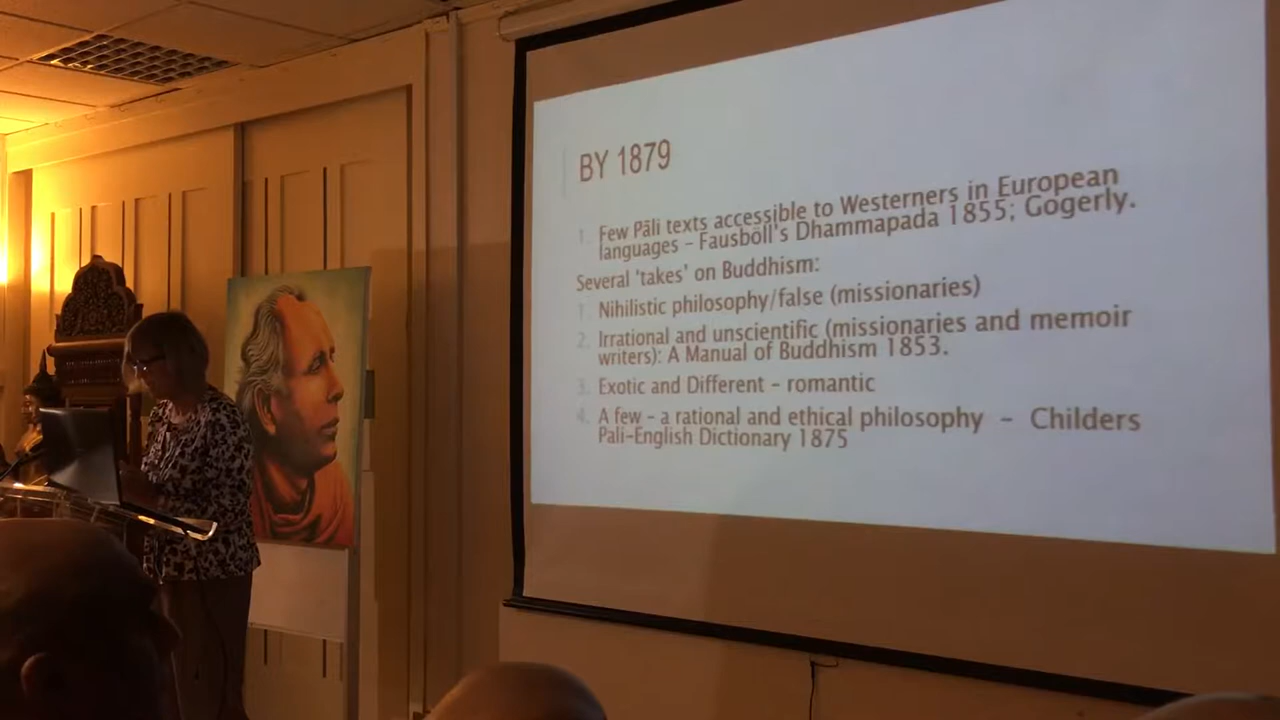 BY 1879
1. Few Pāli texts accessible to Westerners in European
languages - Fausböll's Dhammapada 1855; Gogerly.
Several 'takes' on Buddhism:
1. Nihilistic philosophy/false (missionaries)
2. Irrational and unscientific (missionaries and memoir
writers): A Manual of Buddhism 1853.
3. Exotic and Different - romantic
4. A few - a rational and ethical philosophy - Childers
Pali-English Dictionary 1875